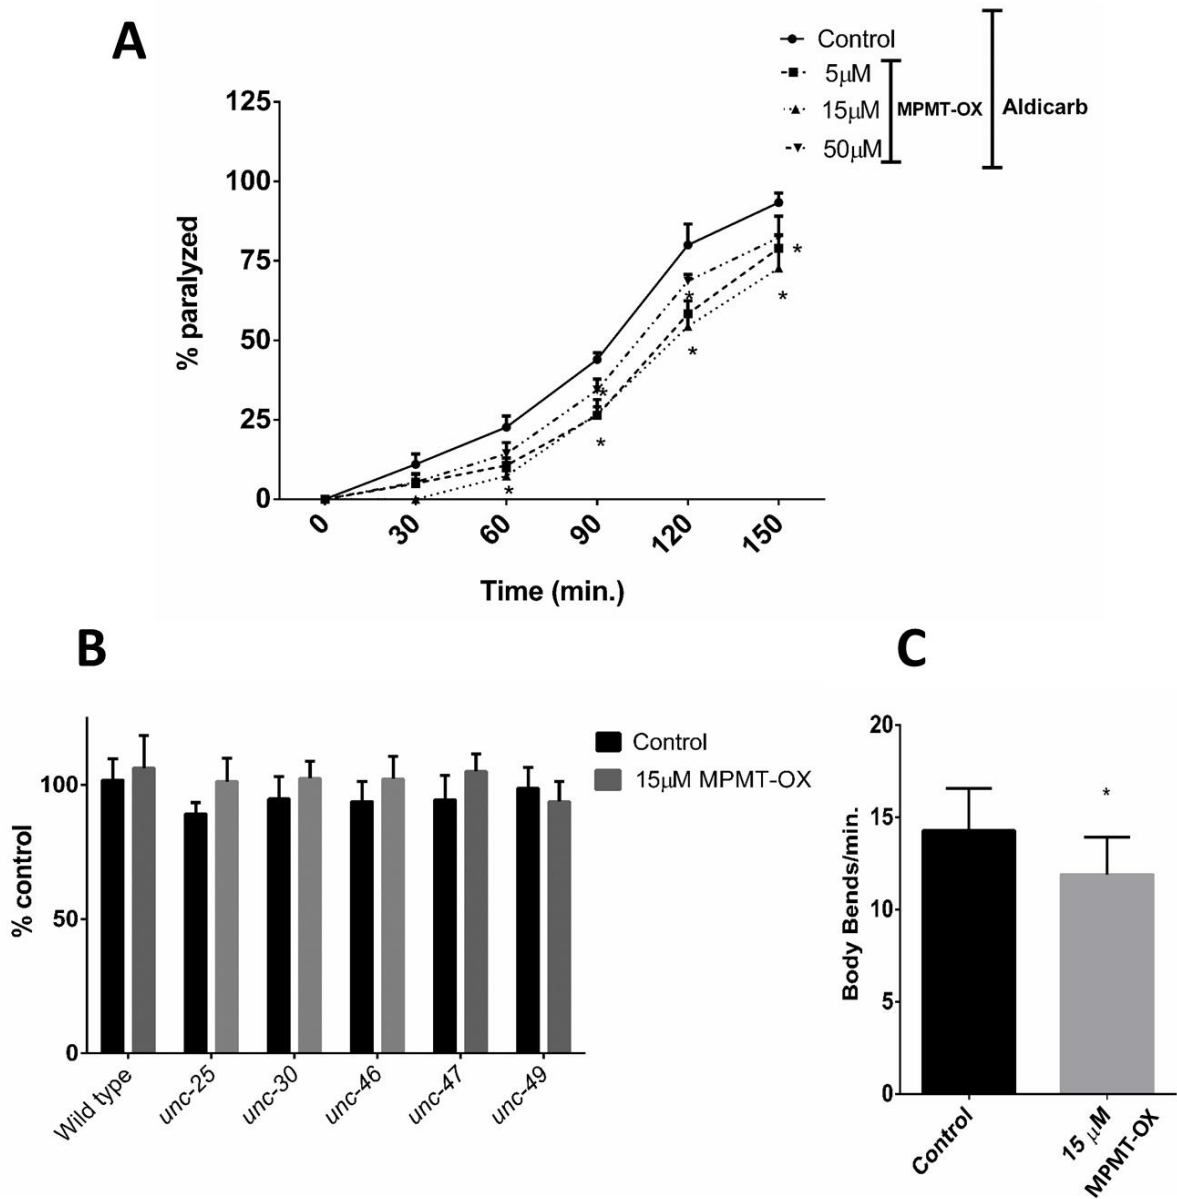 A
Control
5µM
15µM
50µM
MPMT-OX
Aldicarb
125
100
75
50
25
0
% paralyzed
*
*
*
*
*
*
*
0 30 60 90 120 150
Time (min.)
B
Control
15µM MPMT-OX
100
50
0
% control
Wild type unc-25 unc-30 unc-46 unc-47 unc-49
C
20
15
10
5
0
Body Bends/min.
*
Control
15 µM
MPMT-OX